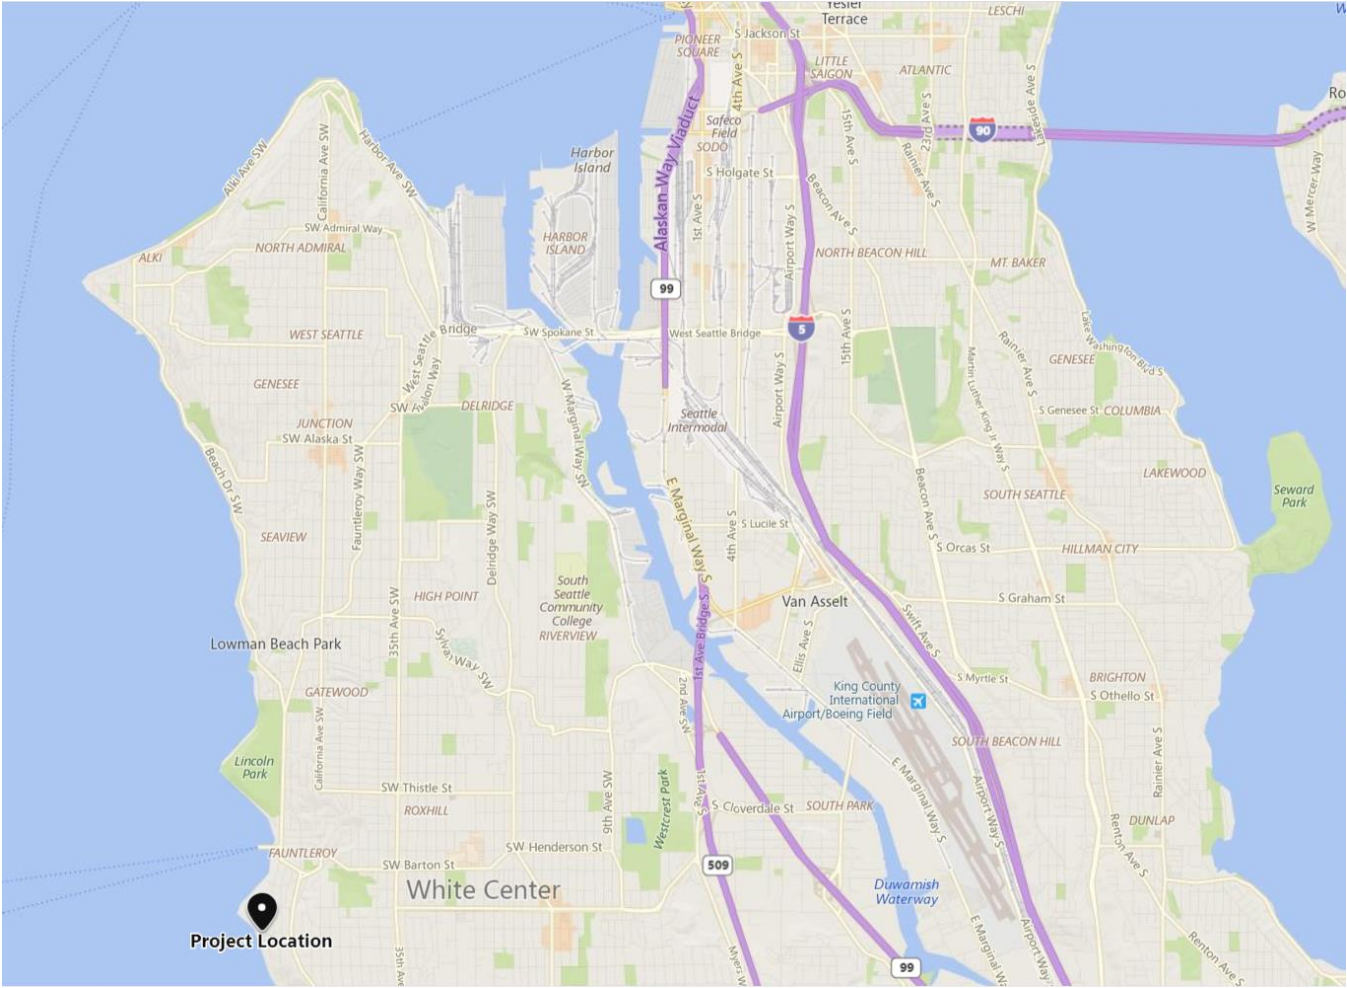 Yesler
Terrace
LESCHI
W
PIONEER
SQUARE
S Jackson St
LITTLE
SAIGON
ATLANTIC
4th Ave S
Lakeside Ave S
Ro
Alaskan Way Viaduct
Safeco
Field
SODO
15th Ave S
23rd Ave S
90
Rainier Ave S
Harbor Ave SW
California Ave SW
Alki Ave SW
Harbor
Island
S Holgate St
W Mercer Way
Beacon Ave S
1st Ave S
Airport Way S
SW Admiral Way
NORTH ADMIRAL
HARBOR
ISLAND
ALKI
NORTH BEACON HILL
MT. BAKER
99
WEST SEATTLE
Bridge
SW Spokane St
West Seattle Bridge
5
15th Ave S
Lake Washington Blvd S
Rainier Ave S
West Seattle
Avalon Way
GENESEE
GENESEE
Martin Luther King Jr Way S
Airport Way S
W Marginal Way SW
DELRIDGE
SW
JUNCTION
SW Alaska St
Seattle
Intermodal
S Genesee St
COLUMBIA
Beach Dr SW
Fauntleroy Way SW
LAKEWOOD
Beacon Ave S
SOUTH SEATTLE
Seward
Park
E Marginal Way S
4th Ave S
S Lucile St
Delridge Way SW
SEAVIEW
S Orcas St
HILLMAN CITY
South
Seattle
Community
College
RIVERVIEW
HIGH POINT
35th Ave SW
Van Asselt
S Graham St
1st Ave Bridge S
Ellis Ave S
Swift Ave S
Lowman Beach Park
Sylvan Way SW
GATEWOOD
2nd Ave SW
King County
International
Airport/Boeing Field
S Myrtle St
BRIGHTON
S Othello St
SOUTH BEACON HILL
California Ave SW
Lincoln
Park
SW Thistle St
ROXHILL
9th Ave SW
Westcrest Park
1st Ave S
S Cloverdale St
SOUTH PARK
E Marginal Way S
Airport Way S
Rainier Ave S
DUNLAP
Renton Ave S
FAUNTLEROY
SW Barton St
SW Henderson St
509
White Center
Duwamish
Waterway
Project Location
35th Ave
Myers W
99
E Marginal Wa
Airport Way
Renton Ave S